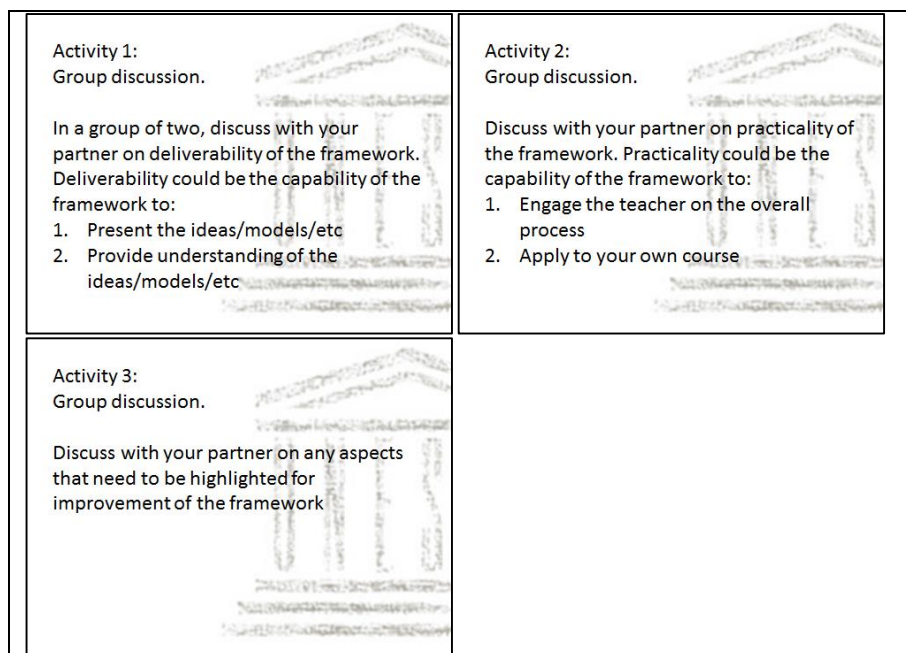 Activity 1:
Group discussion.
In a group of two, discuss with your
partner on deliverability of the framework.
Deliverability could be the capability of the
framework to:
1. Present the ideas/models/etc
2. Provide understanding of the
ideas/models/etc
Activity 2:
Group discussion.
Discuss with your partner on practicality of
the framework. Practicality could be the
capability of the framework to:
1. Engage the teacher on the overall
process
2. Apply to your own course
Activity 3:
Group discussion.
Discuss with your partner on any aspects
that need to be highlighted for
improvement of the framework